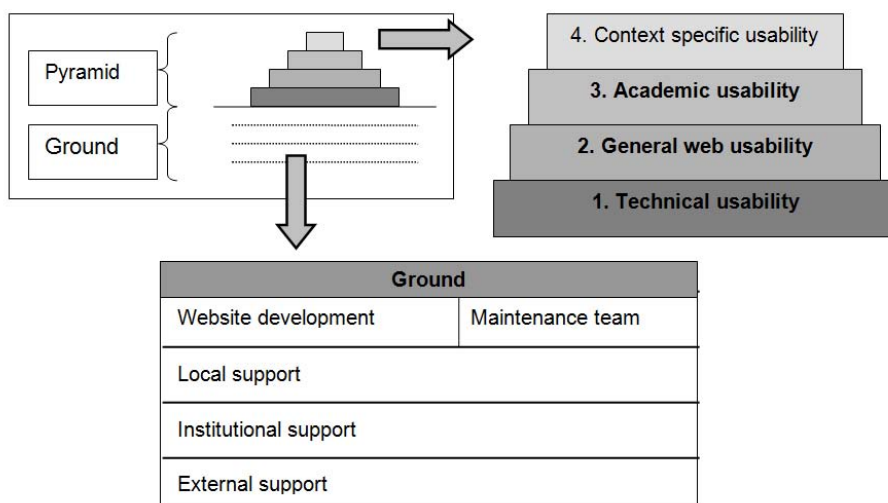 Pyramid
Ground
4. Context specific usability
3. Academic usability
2. General web usability
1. Technical usability
Ground
Website development
Maintenance team
Local support
Institutional support
External support